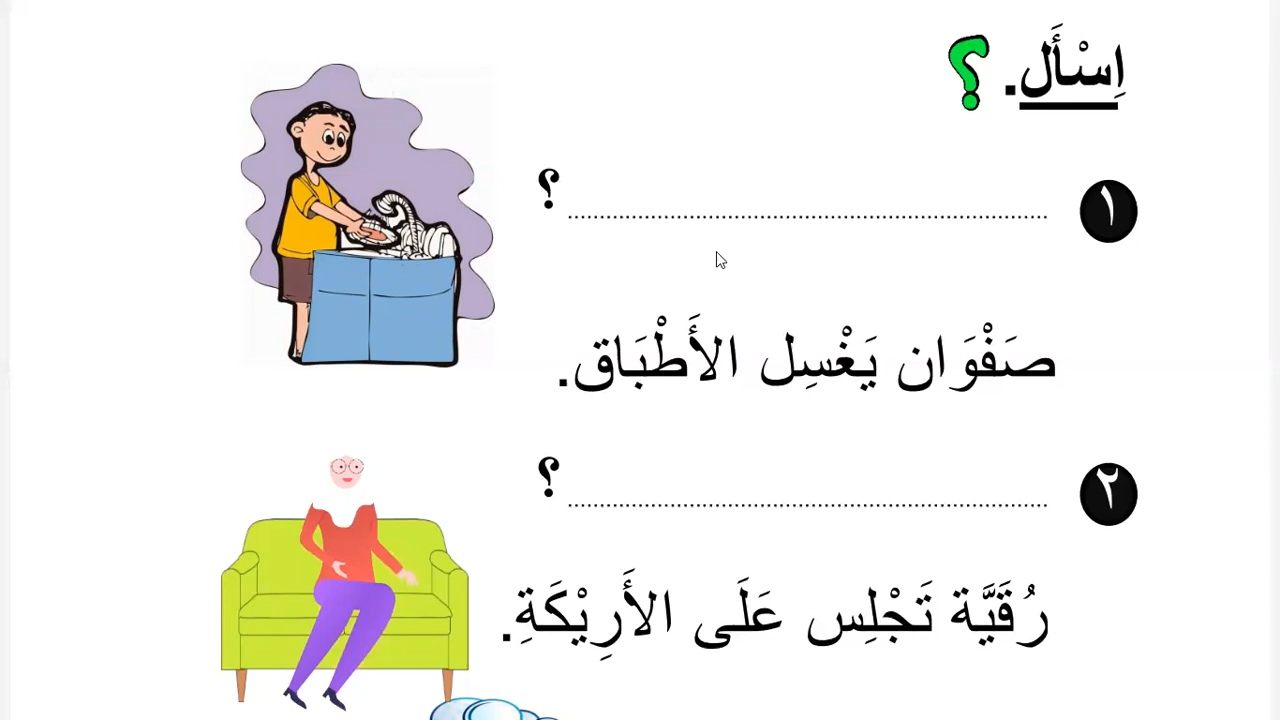 اِسْأَل. ؟
١ ................................................ ؟
صَفْوَان يَغْسِل الأَطْبَاق.
٢ ................................................ ؟
رُقَيَّة تَجْلِس عَلَى الأَرِيْكَةِ.